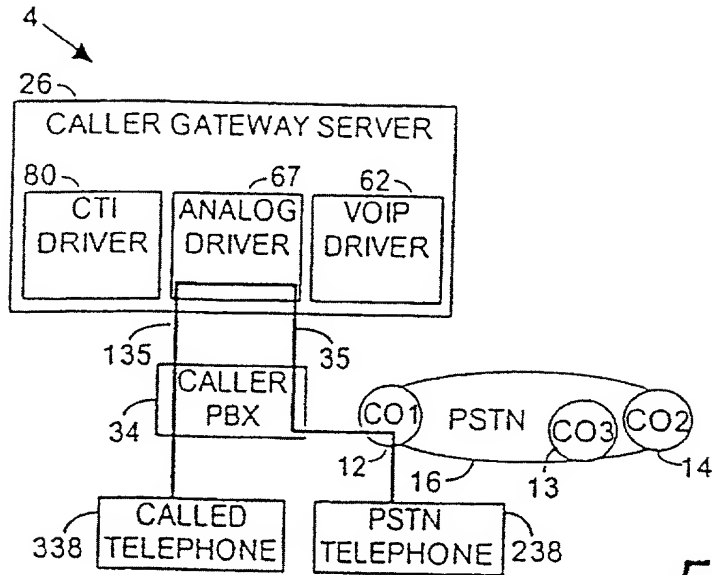 4
26
CALLER GATEWAY SERVER
80
67
62
CTI DRIVER
ANALOG DRIVER
VOIP DRIVER
135
35
34
CALLER PBX
CO1
PSTN
CO3
CO2
12
16
13
14
338
CALLED TELEPHONE
PSTN TELEPHONE
238